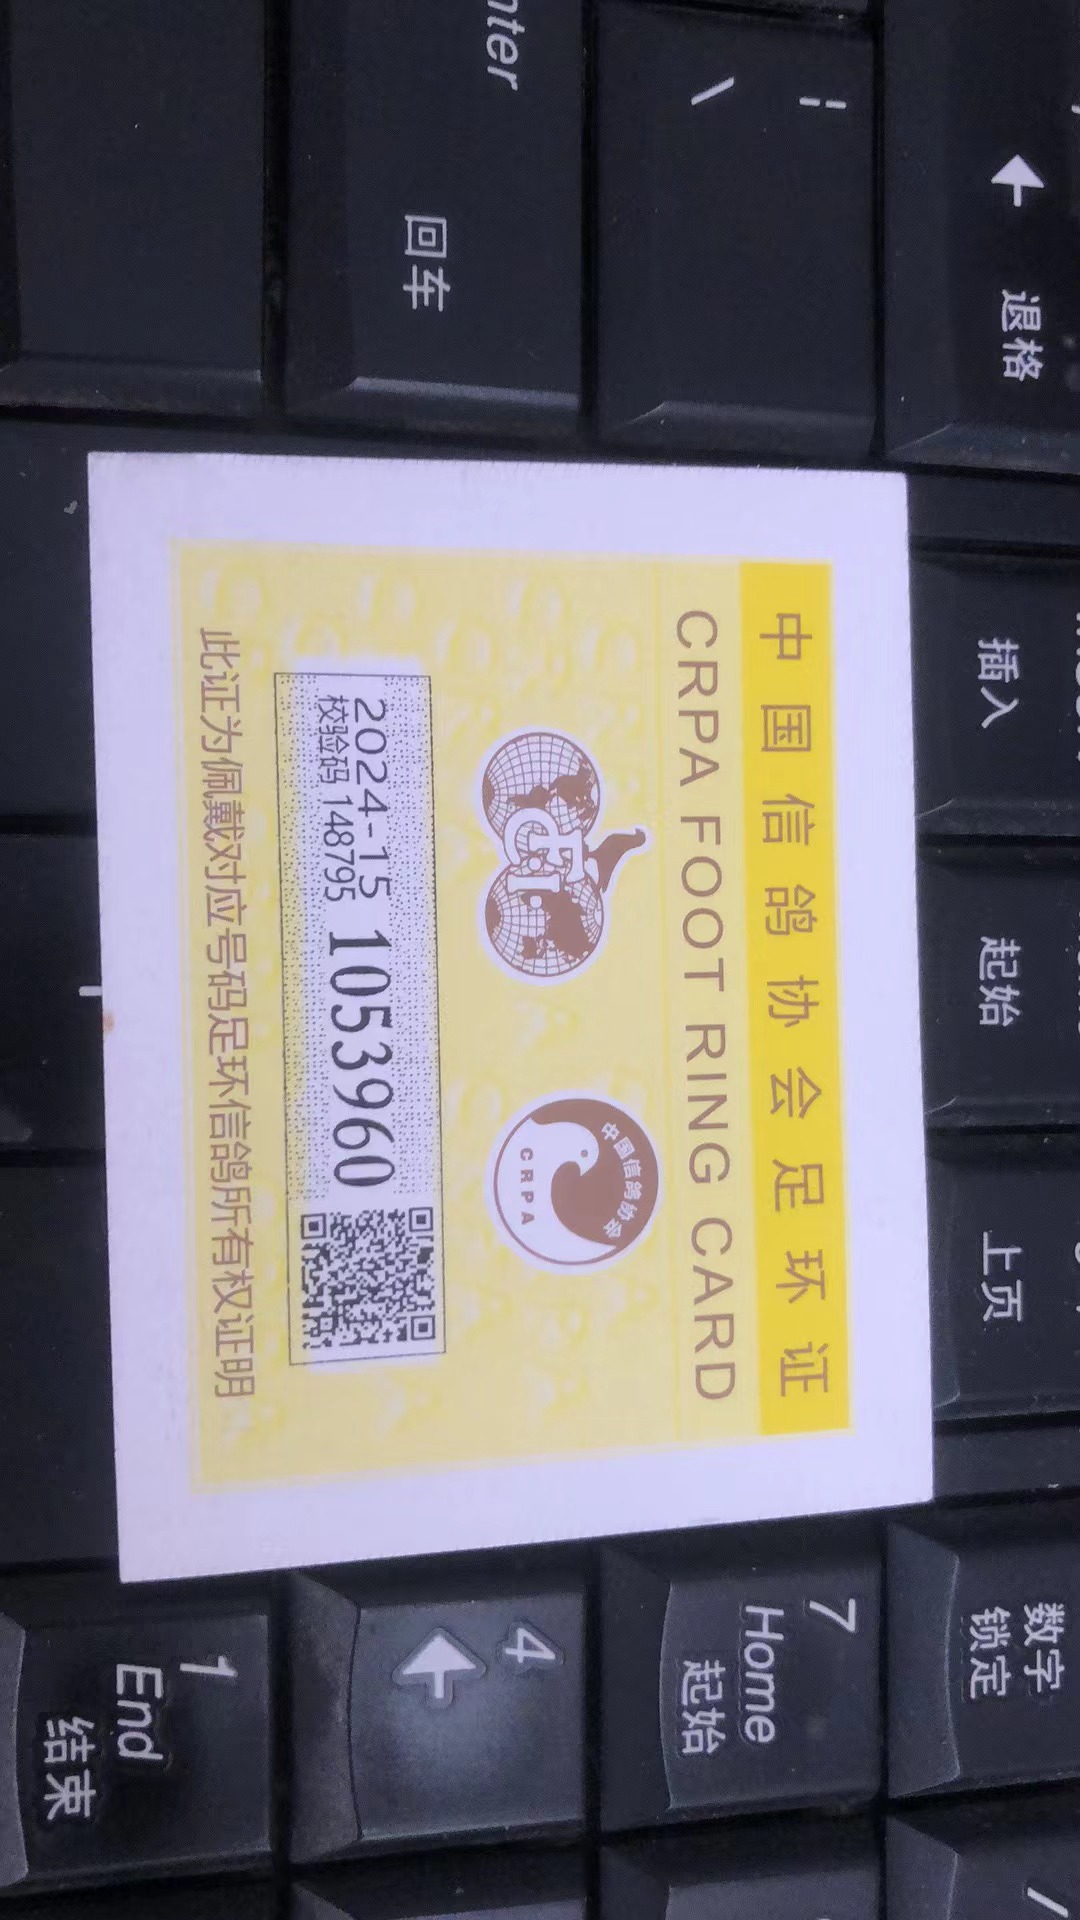 中国信鸽协会足环证
CRPA FOOT RING CARD
中国信鸽协会
CRPA
2024-15 1053960
校验码 148795
此证为佩戴对应号码足环信鸽所有权证明
退格
\
回车
插入
起始
上页
数字
锁定
7
Home
起始
4
1
End
结束
/